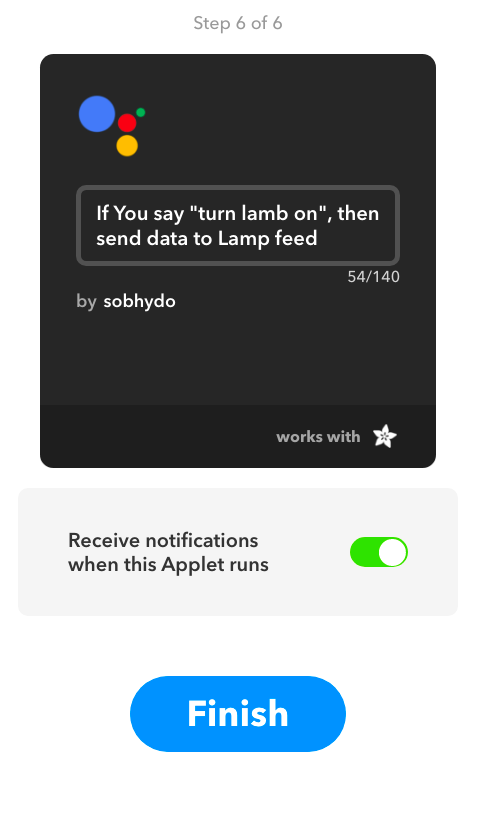 Step 6 of 6
If You say "turn lamb on", then
send data to Lamp feed
54/140
by sobhydo
works with
Receive notifications
when this Applet runs
Finish